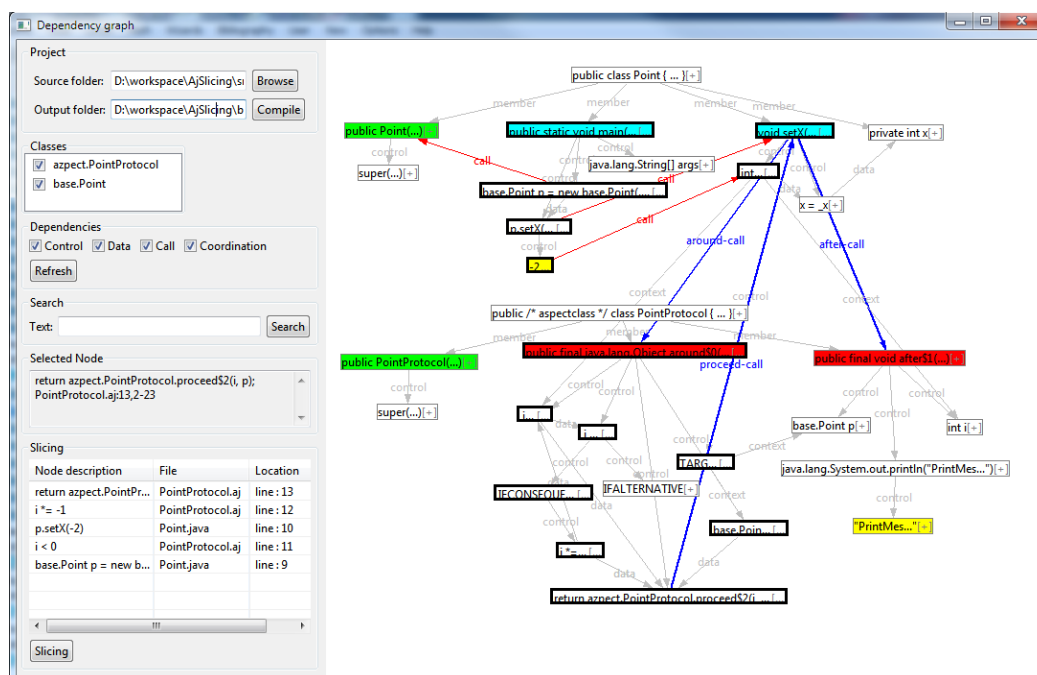 Dependency graph
Project
Source folder: D:\workspace\AjSlicing\s Browse
Output folder: D:\workspace\AjSlicing\b Compile
Classes
azpect.PointProtocol
base.Point
Dependencies
Control Data Call Coordination
Refresh
Search
Text: Search
Selected Node
return azpect.PointProtocol.proceed$2(i, p);
PointProtocol.aj:13,2-23
Slicing
Node description File Location
return azpect.PointPr... PointProtocol.aj line : 13
i *= -1 PointProtocol.aj line : 12
p.setX(-2) Point.java line : 10
i < 0 PointProtocol.aj line : 11
base.Point p = new b... Point.java line : 9
Slicing
public class Point { ... }[+]
member member member member
public Point(...)[+] public static void main(... [... void setX(... [... private int x[+]
control control control
call call data
super(...)[+] control java.lang.String[] args[+] int... [...
base.Point p = new base.Point(... [... data
data x = _x[+]
p.setX(... [... call
control around-call after-call
-2...
context control context
public /* aspectclass */ class PointProtocol { ... }[+]
member member member
public final java.lang.Object around$0(... [...
public PointProtocol(...)[+] proceed-call public final void after$1(...)[+]
control control control control
super(...)[+] i... [... base.Point p[+] int i[+]
data i ... [... control context
control control TARG... [... java.lang.System.out.println("PrintMes...")[+]
data IFCONSEQUE... [... IFALTERNATIVE[+] context control
control base.Poin... [... "PrintMes..."[+]
i *=... [...
data data
return azpect.PointProtocol.proceed$2(i, ... [...